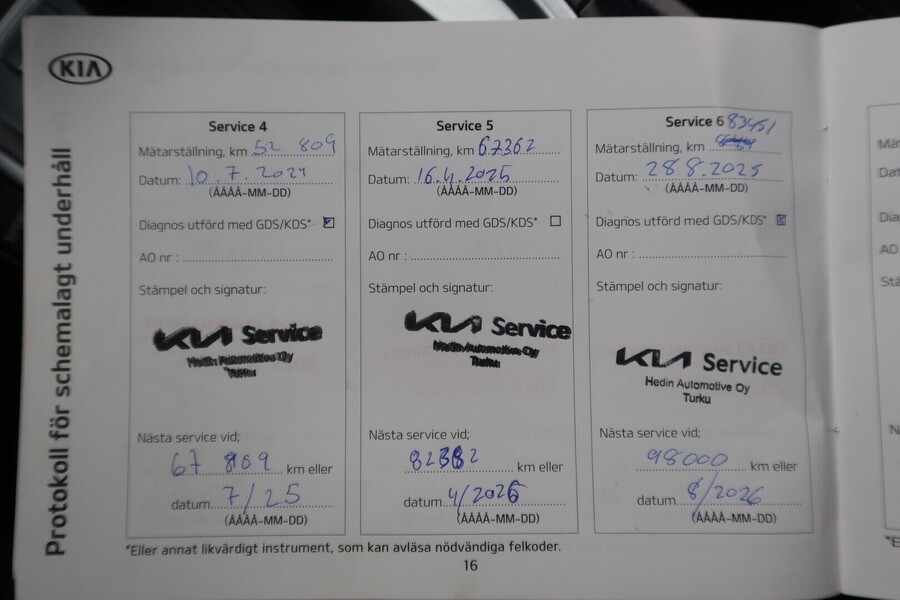 KIA
Protokoll för schemalagt underhåll
Service 4
Mätarställning, km 52 809
Datum: 10.7.2024
(ÅÅÅÅ-MM-DD)
Diagnos utförd med GDS/KDS*
AO nr :
Stämpel och signatur:
KIA Service
Hedin Automotive Oy
Turku
Nästa service vid;
67 809 km eller
datum 7/25
(ÅÅÅÅ-MM-DD)
Service 5
Mätarställning, km 67362
Datum: 16.4.2025
(ÅÅÅÅ-MM-DD)
Diagnos utförd med GDS/KDS*
AO nr :
Stämpel och signatur:
KIA Service
Hedin Automotive Oy
Turku
Nästa service vid;
82382 km eller
datum 4/2026
(ÅÅÅÅ-MM-DD)
Service 6 83451
Mätarställning, km
Datum: 28.8.2025
(ÅÅÅÅ-MM-DD)
Diagnos utförd med GDS/KDS*
AO nr :
Stämpel och signatur:
KIA Service
Hedin Automotive Oy
Turku
Nästa service vid;
98000 km eller
datum 8/2026
(ÅÅÅÅ-MM-DD)
*Eller annat likvärdigt instrument, som kan avläsa nödvändiga felkoder.
16